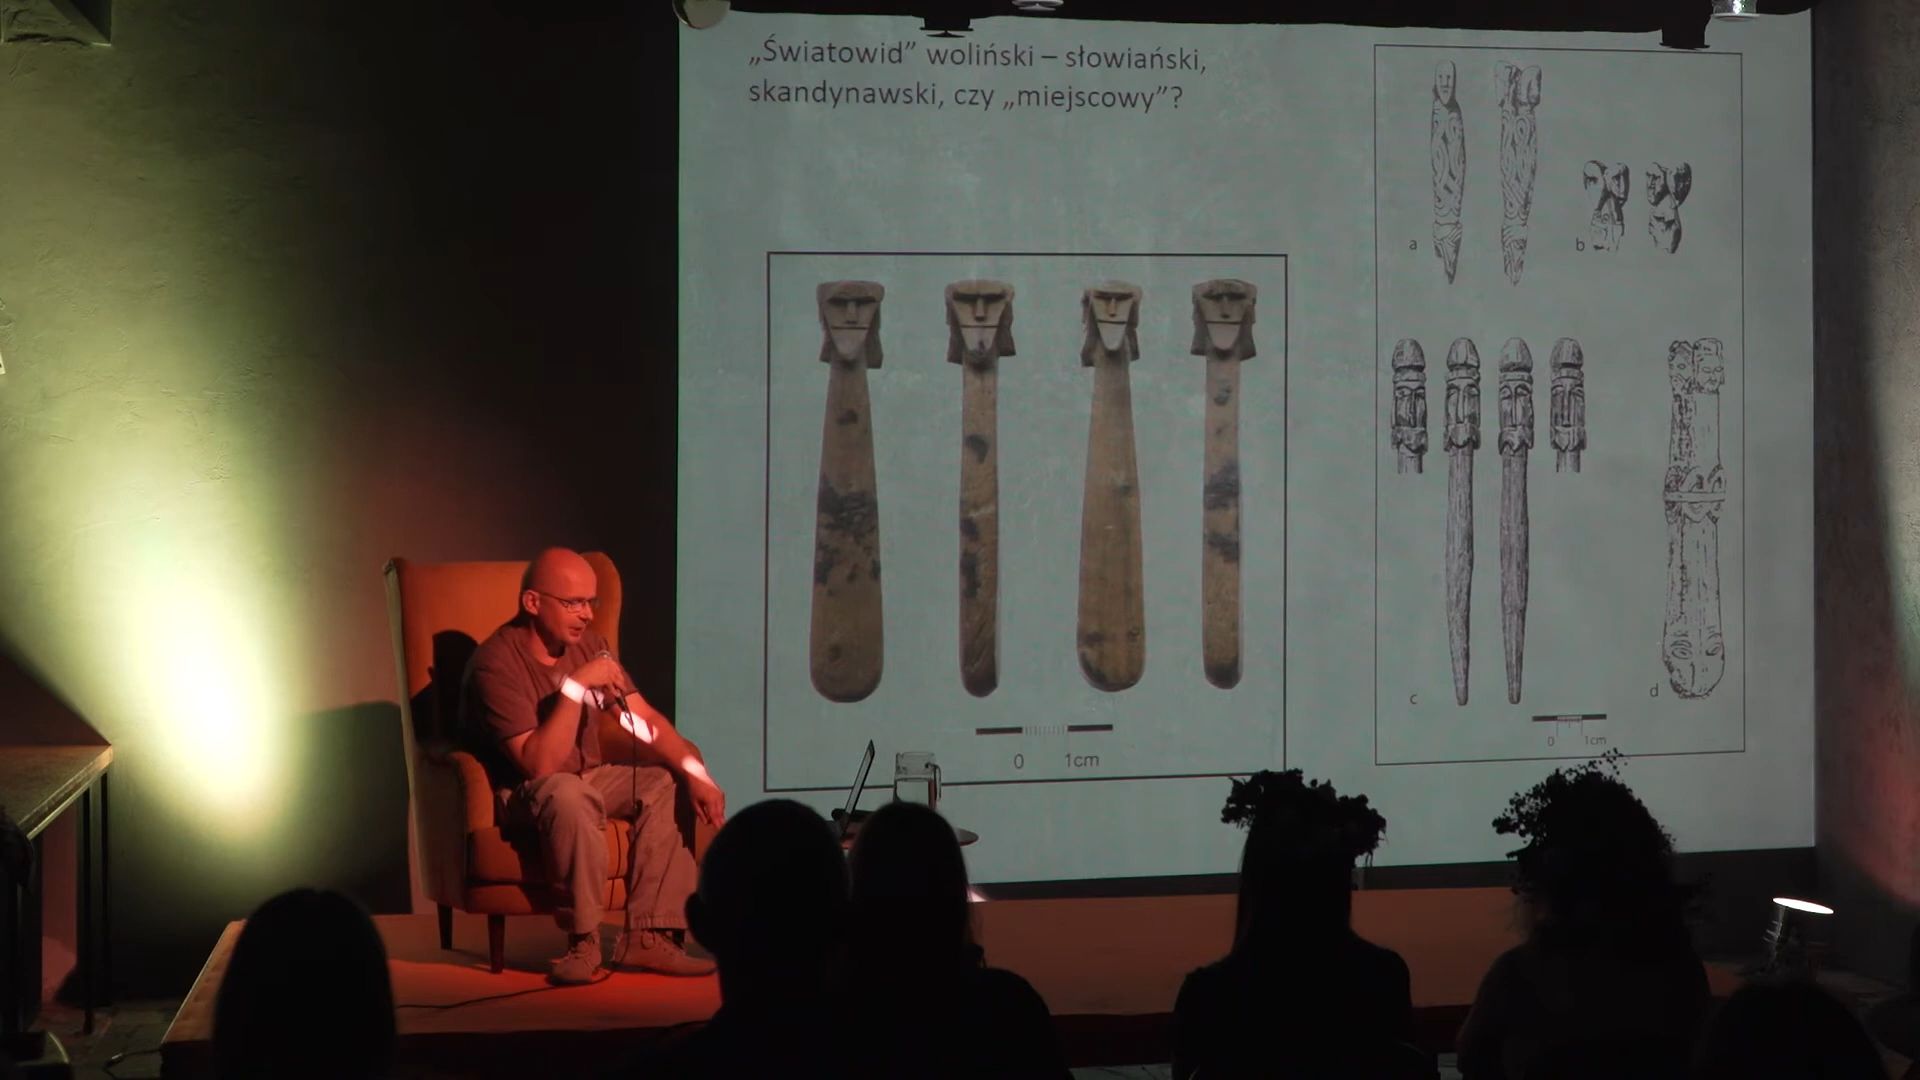 „Światowid” woliński – słowiański,
skandynawski, czy „miejscowy”?
a
b
c
d
0 1cm
0 1cm